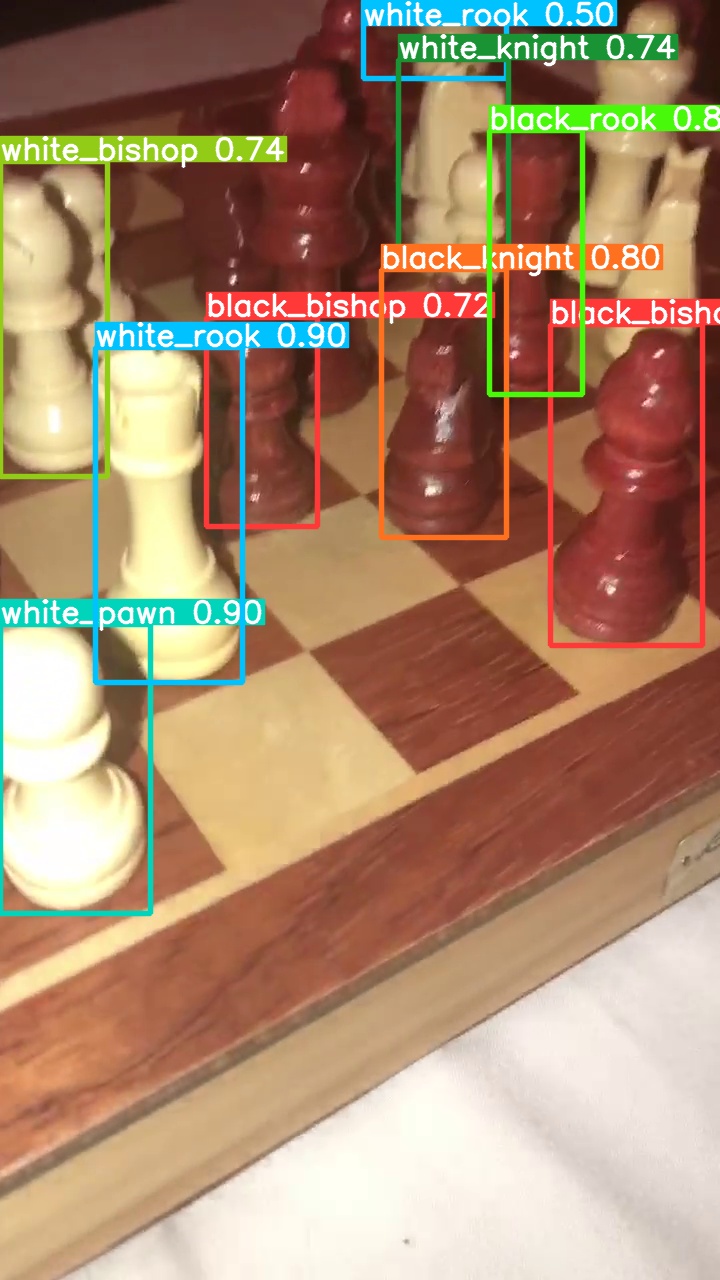 white_rook 0.50
white_knight 0.74
black_rook 0.8
white_bishop 0.74
black_knight 0.80
black_bishop 0.72
black_bisho
white_rook 0.90
white_pawn 0.90